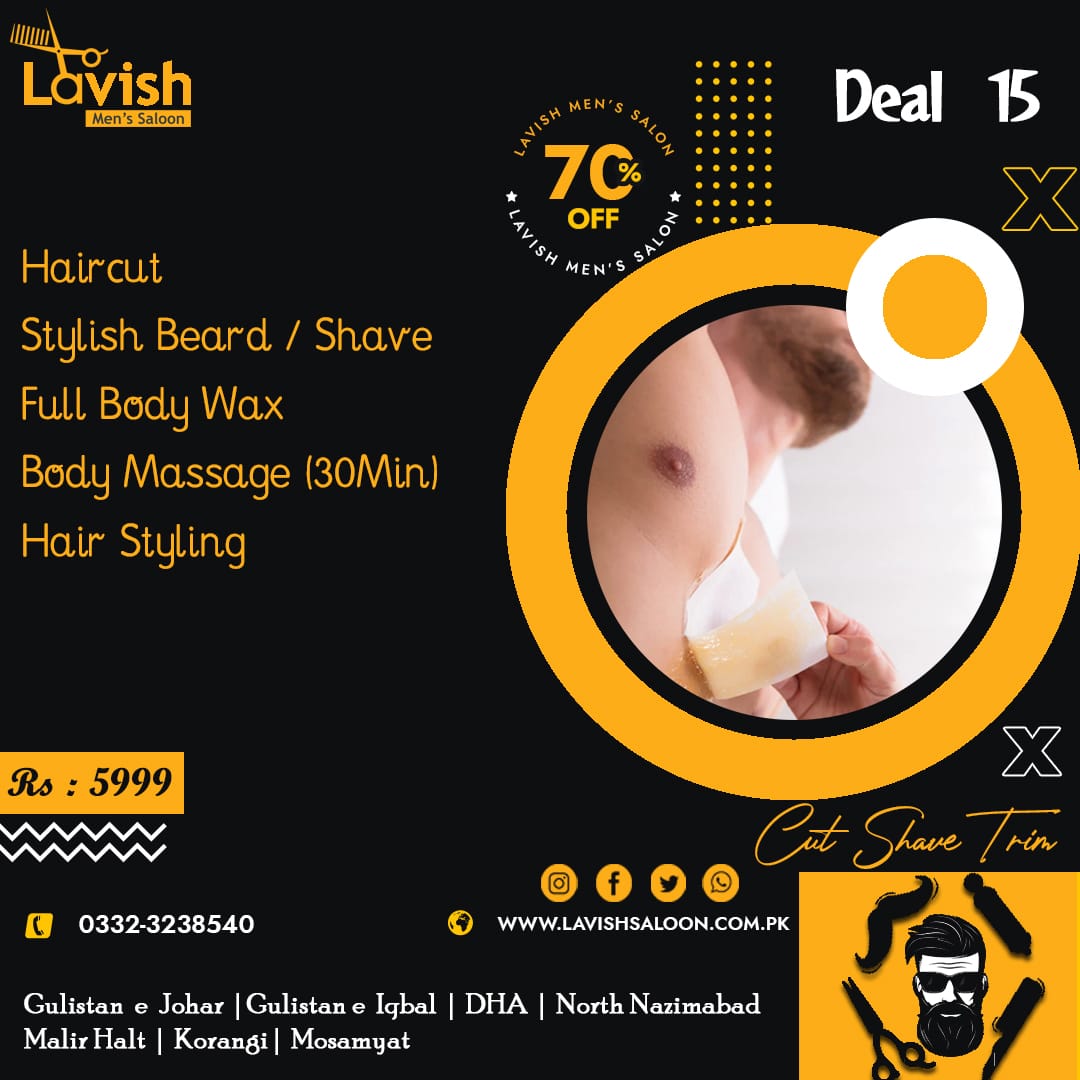 Lavish
Men's Saloon
Deal 15
LAVISH MEN'S SALON
70%
OFF
LAVISH MEN'S SALON
Haircut
Stylish Beard / Shave
Full Body Wax
Body Massage (30Min)
Hair Styling
X
X
Rs : 5999
Cut Shave Trim
0332-3238540
WWW.LAVISHSALOON.COM.PK
Gulistan e Johar | Gulistan e Iqbal | DHA | North Nazimabad
Malir Halt | Korangi | Mosamyat